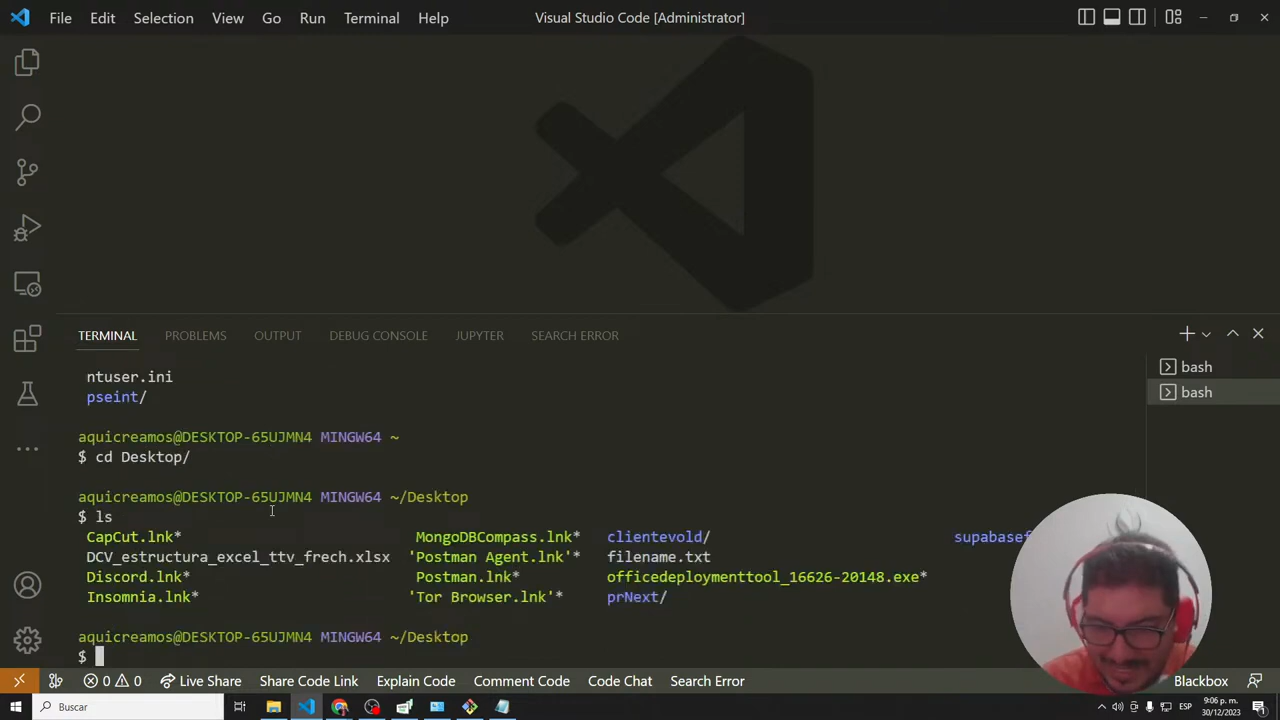 File Edit Selection View Go Run Terminal Help Visual Studio Code [Administrator]
TERMINAL PROBLEMS OUTPUT DEBUG CONSOLE JUPYTER SEARCH ERROR
ntuser.ini
pseint/
aquicreamos@DESKTOP-65UJMN4 MINGW64 ~
$ cd Desktop/
aquicreamos@DESKTOP-65UJMN4 MINGW64 ~/Desktop
$ ls
CapCut.lnk* MongoDBCompass.lnk* clientevold/ supabasef
DCV_estructura_excel_ttv_frech.xlsx 'Postman Agent.lnk'* filename.txt
Discord.lnk* Postman.lnk* officedeploymenttool_16626-20148.exe*
Insomnia.lnk* 'Tor Browser.lnk'* prNext/
aquicreamos@DESKTOP-65UJMN4 MINGW64 ~/Desktop
$
bash
bash
0 0 Live Share Share Code Link Explain Code Comment Code Code Chat Search Error Blackbox
Buscar
ESP
9:06 p. m.
30/12/2023
1